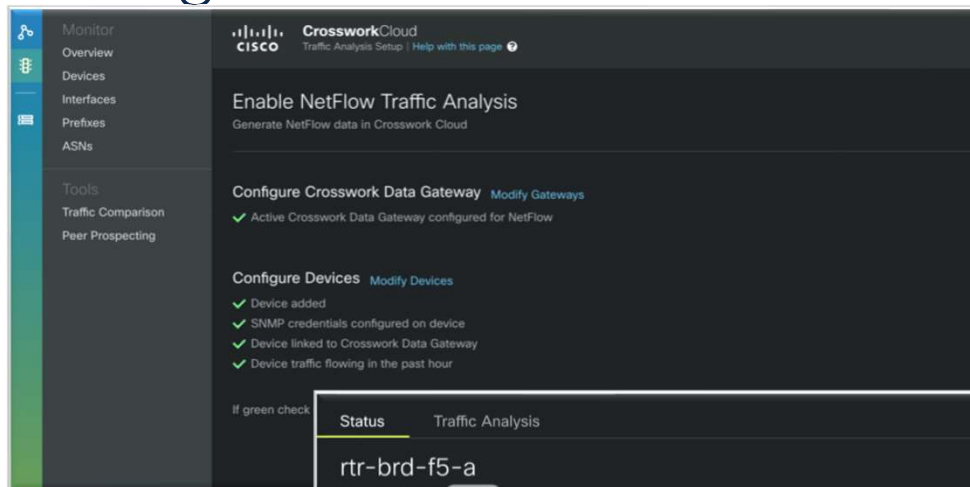 Monitor
Overview
Devices
Interfaces
Prefixes
ASNs
Tools
Traffic Comparison
Peer Prospecting
CISCO
CrossworkCloud
Traffic Analysis Setup | Help with this page ?
Enable NetFlow Traffic Analysis
Generate NetFlow data in Crosswork Cloud
Configure Crosswork Data Gateway Modify Gateways
Active Crosswork Data Gateway configured for NetFlow
Configure Devices Modify Devices
Device added
SNMP credentials configured on device
Device linked to Crosswork Data Gateway
Device traffic flowing in the past hour
If green check
Status Traffic Analysis
rtr-brd-f5-a